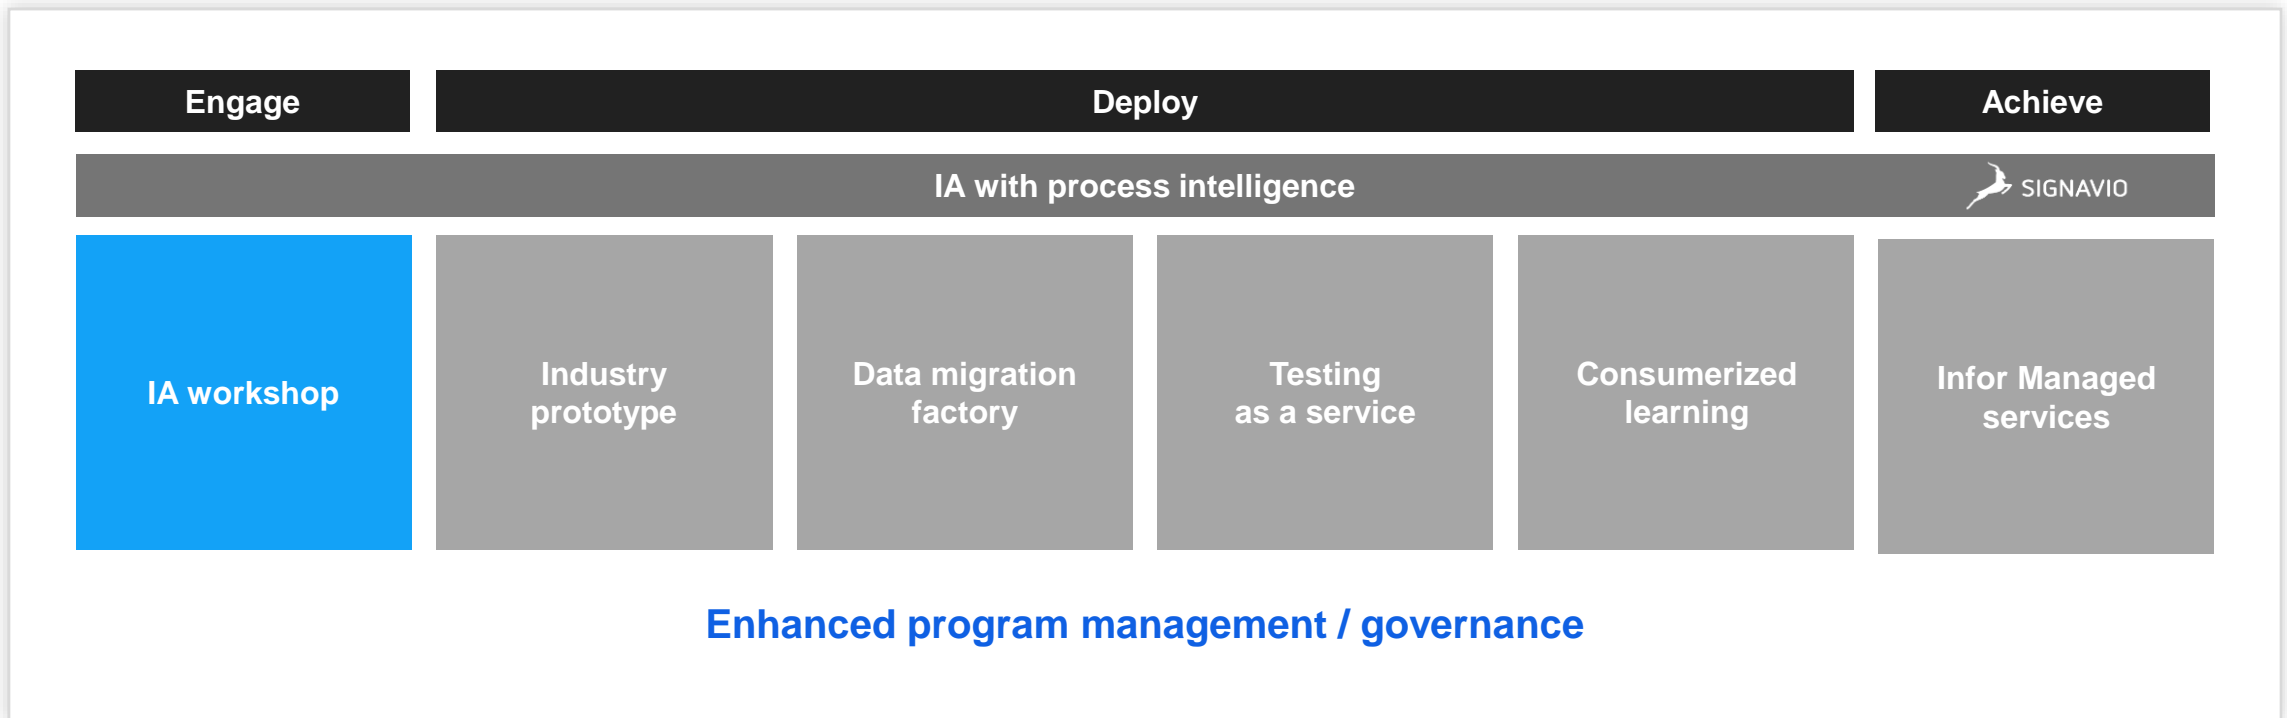 Engage
Deploy
Achieve
IA with process intelligence
SIGNAVIO
IA workshop
Industry
prototype
Data migration
factory
Testing
as a service
Consumerized
learning
Infor Managed
services
Enhanced program management / governance